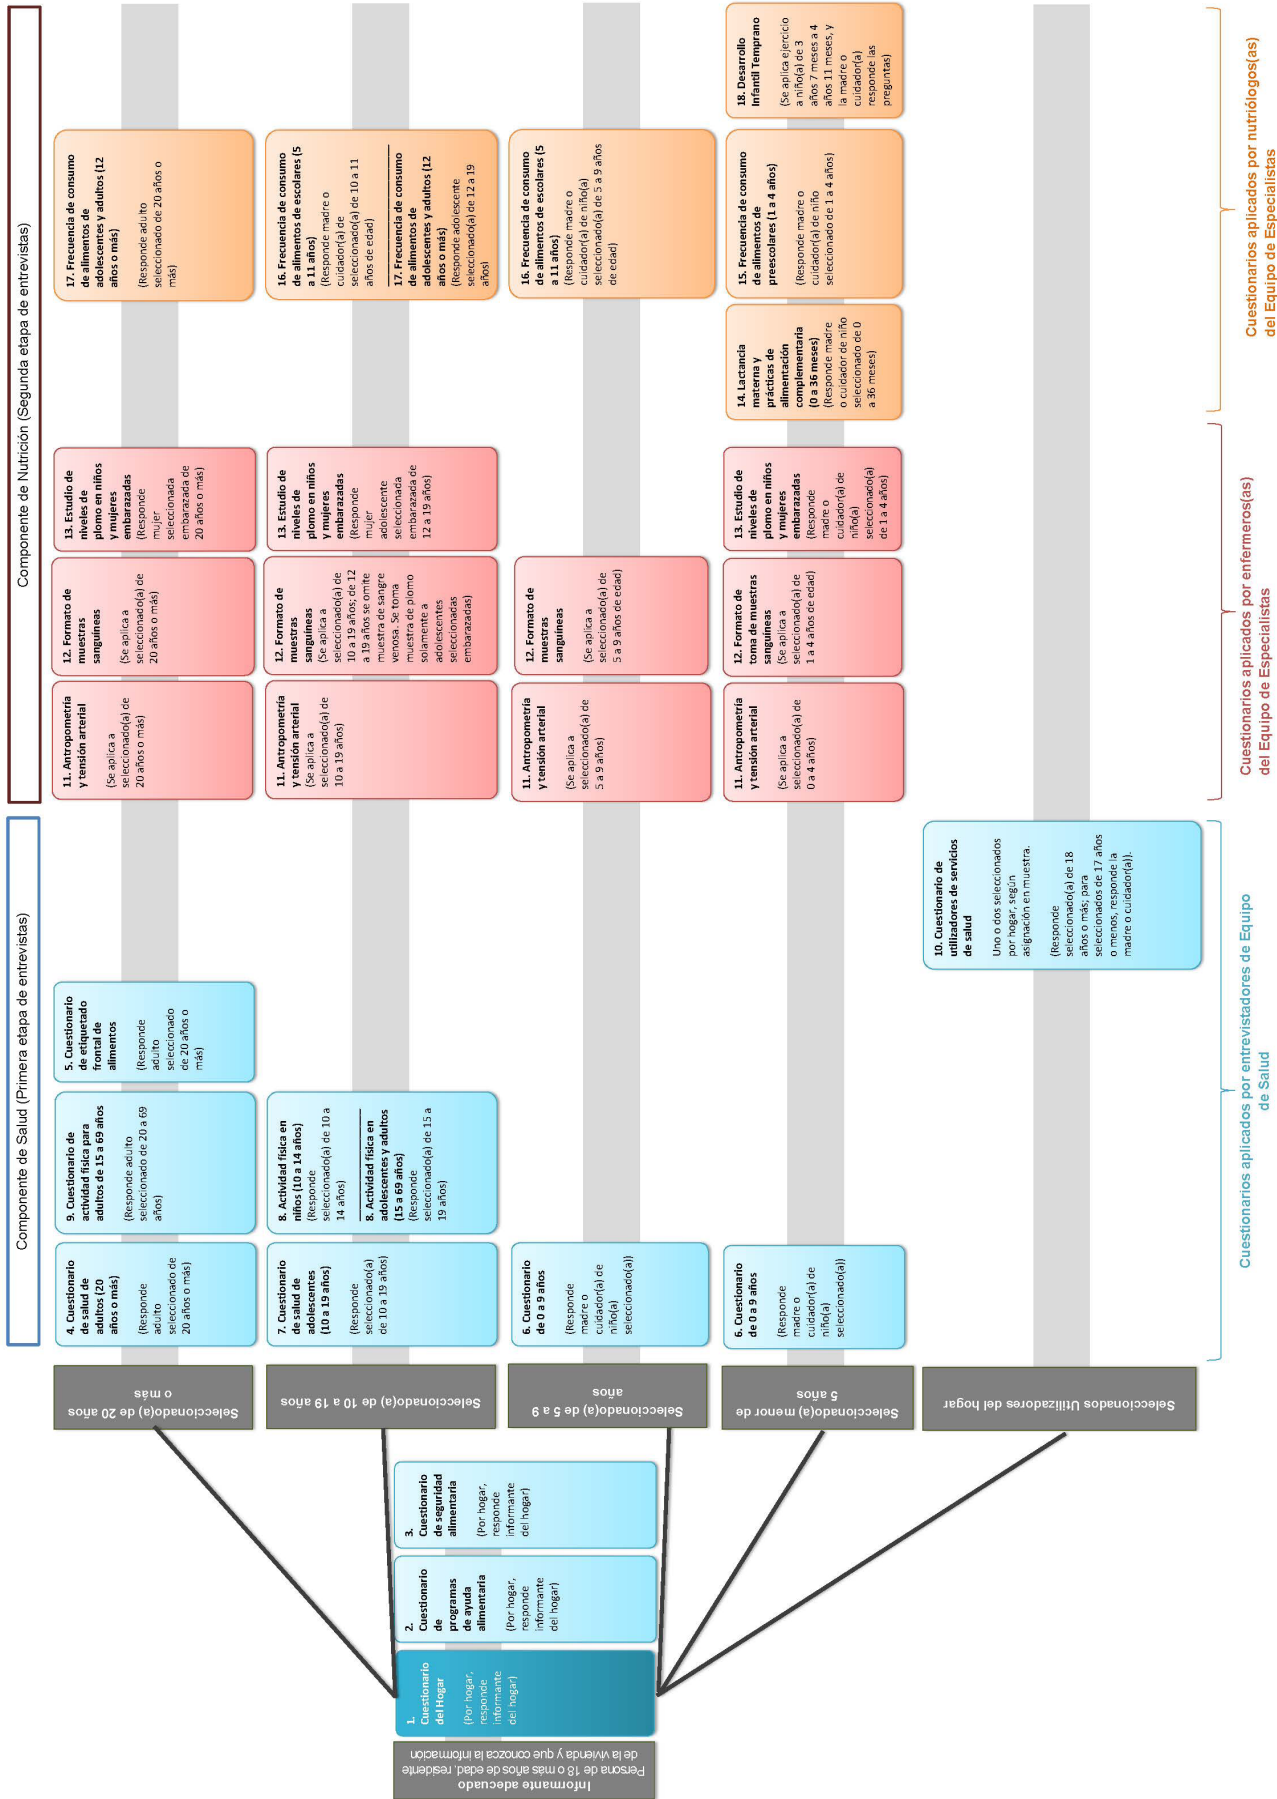 Componente de Salud (Primera etapa de entrevistas)
Componente de Nutrición (Segunda etapa de entrevistas)
Informante adecuado
Persona de 18 o más años de edad, residente
de la vivienda y que conozca la información
1.
Cuestionario
del Hogar
(Por hogar,
responde
informante
del hogar)
2.
Cuestionario
de
programas
de ayuda
alimentaria
(Por hogar,
responde
informante
del hogar)
3.
Cuestionario
de seguridad
alimentaria
(Por hogar,
responde
informante
del hogar)
Seleccionado(a) de 20 años
o más
4. Cuestionario
de salud de
adultos (20
años o más)
(Responde
adulto
seleccionado de
20 años o más)
9. Cuestionario de
actividad física para
adultos de 15 a 69 años
(Responde adulto
seleccionado de 20 a 69
años)
5. Cuestionario
de etiquetado
frontal de
alimentos
(Responde
adulto
seleccionado
de 20 años o
más)
11. Antropometría
y tensión arterial
(Se aplica a
seleccionado(a) de
20 años o más)
12. Formato de
muestras
sanguíneas
(Se aplica a
seleccionado(a) de
20 años o más)
13. Estudio de
niveles de
plomo en niños
y mujeres
embarazadas
(Responde
mujer
seleccionada
embarazada de
20 años o más)
17. Frecuencia de consumo
de alimentos de
adolescentes y adultos (12
años o más)
(Responde adulto
seleccionado de 20 años o
más)
Seleccionado(a) de 10 a 19 años
7. Cuestionario
de salud de
adolescentes
(10 a 19 años)
(Responde
seleccionado(a)
de 10 a 19 años)
8. Actividad física en
niños (10 a 14 años)
(Responde
seleccionado(a) de 10 a
14 años)
8. Actividad física en
adolescentes y adultos
(15 a 69 años)
(Responde
seleccionado(a) de 15 a
19 años)
11. Antropometría
y tensión arterial
(Se aplica a
seleccionado(a) de
10 a 19 años)
12. Formato de
muestras
sanguíneas
(Se aplica a
seleccionado(a) de
10 a 19 años; de 12
a 19 años se omite
muestra de sangre
venosa. Se toma
muestra de plomo
solamente a
adolescentes
seleccionadas
embarazadas)
13. Estudio de
niveles de
plomo en niños
y mujeres
embarazadas
(Responde
mujer
adolescente
seleccionada
embarazada de
12 a 19 años)
16. Frecuencia de consumo
de alimentos de escolares (5
a 11 años)
(Responde madre o
cuidador(a) de
seleccionado(a) de 10 a 11
años de edad)
17. Frecuencia de consumo
de alimentos de
adolescentes y adultos (12
años o más)
(Responde adolescente
seleccionado(a) de 12 a 19
años)
Seleccionado(a) de 5 a 9
años
6. Cuestionario
de 0 a 9 años
(Responde
madre o
cuidador(a) de
niño(a)
seleccionado(a))
11. Antropometría
y tensión arterial
(Se aplica a
seleccionado(a) de
5 a 9 años)
12. Formato de
muestras
sanguíneas
(Se aplica a
seleccionado(a) de
5 a 9 años de edad)
16. Frecuencia de consumo
de alimentos de escolares (5
a 11 años)
(Responde madre o
cuidador(a) de niño(a)
seleccionado(a) de 5 a 9 años
de edad)
Seleccionado (a) menor de
5 años
6. Cuestionario
de 0 a 9 años
(Responde
madre o
cuidador(a) de
niño(a)
seleccionado(a))
11. Antropometría
y tensión arterial
(Se aplica a
seleccionado(a) de
0 a 4 años)
12. Formato de
toma de muestras
sanguíneas
(Se aplica a
seleccionado(a) de
1 a 4 años de edad)
13. Estudio de
niveles de
plomo en niños
y mujeres
embarazadas
(Responde
madre o
cuidador(a) de
niño(a)
seleccionado(a)
de 1 a 4 años)
14. Lactancia
materna y
prácticas de
alimentación
complementaria
(0 a 36 meses)
(Responde madre
o cuidador de niño
seleccionado de 0
a 36 meses)
15. Frecuencia de consumo
de alimentos de
preescolares (1 a 4 años)
(Responde madre o
cuidador(a) de niño
seleccionado de 1 a 4 años)
18. Desarrollo
Infantil Temprano
(Se aplica ejercicio
a niño(a) de 3
años 7 meses a 4
años 11 meses, y
la madre o
cuidador(a)
responde las
preguntas)
Seleccionados Utilizadores del hogar
10. Cuestionario de
utilizadores de servicios
de salud
Uno o dos seleccionados
por hogar, según
asignación en muestra.
(Responde
seleccionado(a) de 18
años o más; para
seleccionados de 17 años
o menos, responde la
madre o cuidador(a)).
Cuestionarios aplicados por entrevistadores de Equipo
de Salud
Cuestionarios aplicados por enfermeros(as)
del Equipo de Especialistas
Cuestionarios aplicados por nutriólogos(as)
del Equipo de Especialistas